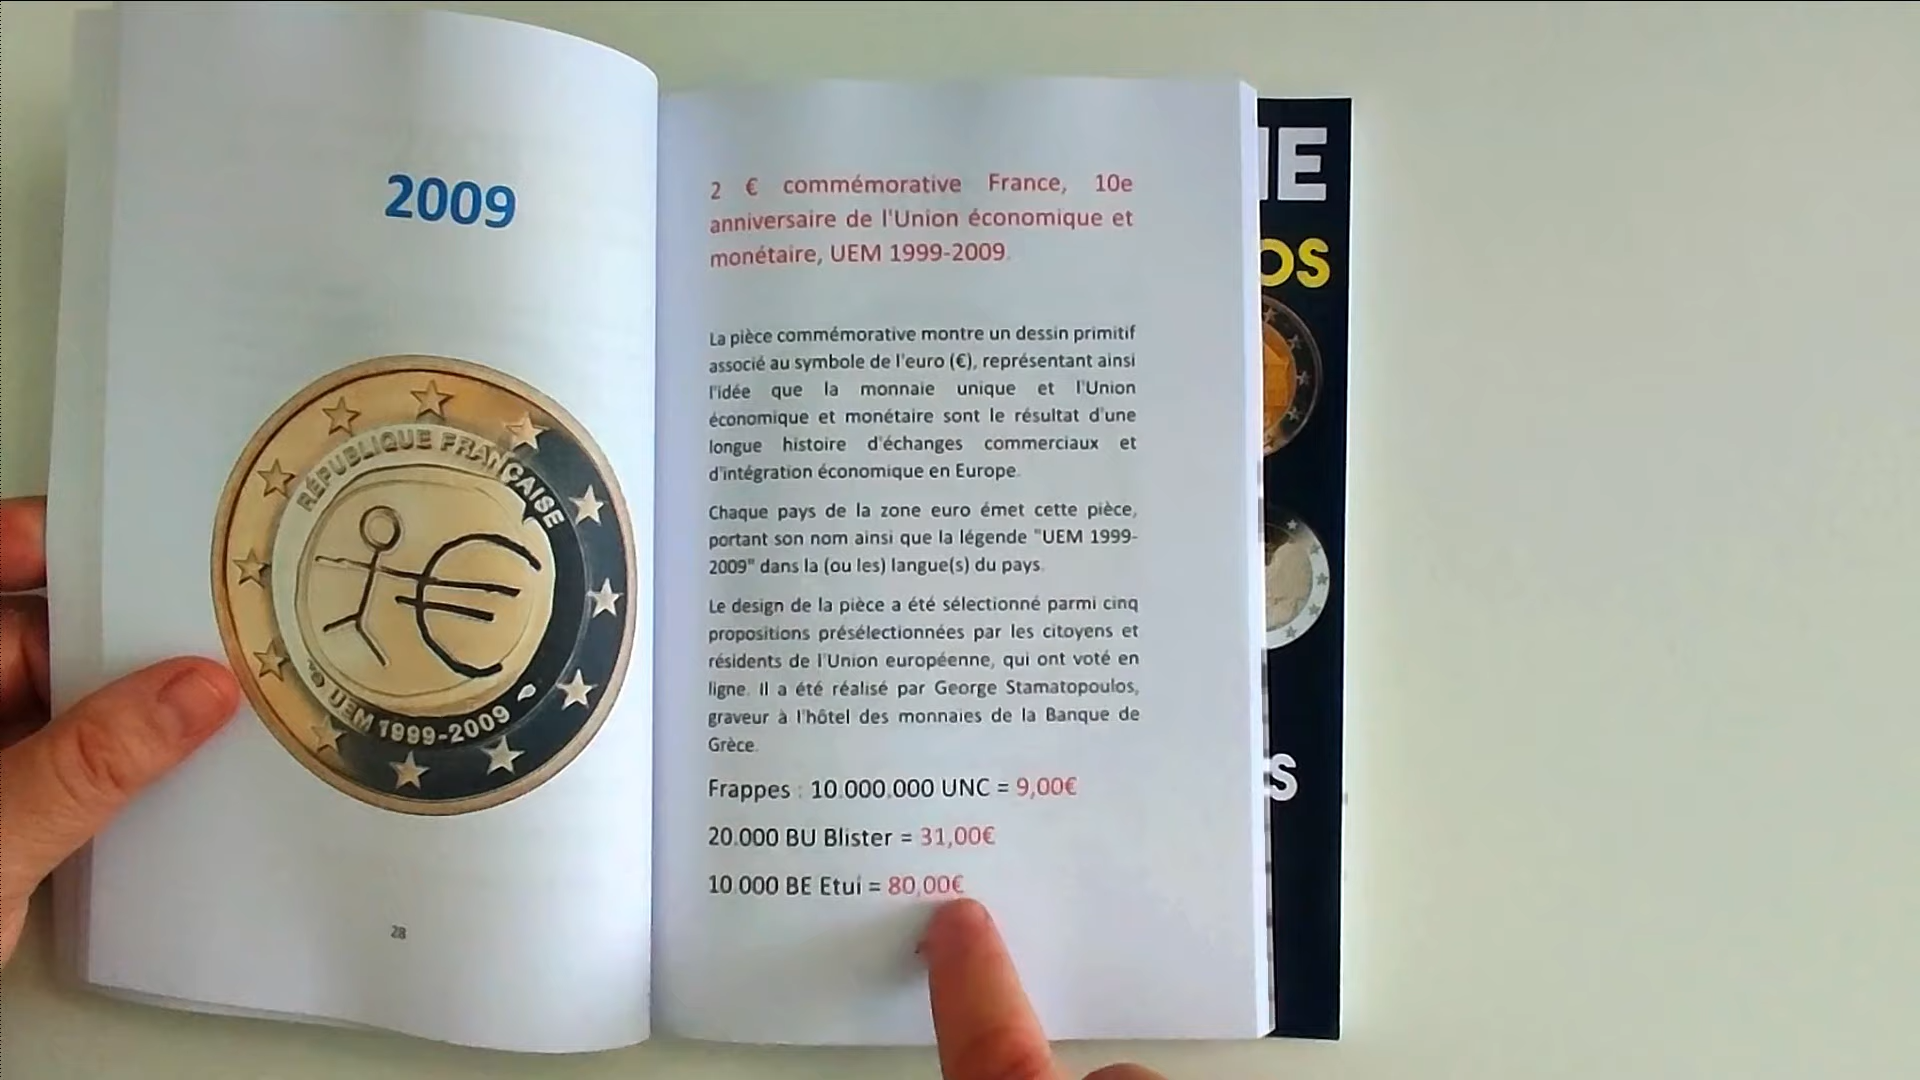 2009
RÉPUBLIQUE FRANÇAISE
UEM 1999-2009
28
2 € commémorative France, 10e
anniversaire de l'Union économique et
monétaire, UEM 1999-2009.
La pièce commémorative montre un dessin primitif
associé au symbole de l'euro (€), représentant ainsi
l'idée que la monnaie unique et l'Union
économique et monétaire sont le résultat d'une
longue histoire d'échanges commerciaux et
d'intégration économique en Europe.
Chaque pays de la zone euro émet cette pièce,
portant son nom ainsi que la légende "UEM 1999-
2009" dans la (ou les) langue(s) du pays.
Le design de la pièce a été sélectionné parmi cinq
propositions présélectionnées par les citoyens et
résidents de l'Union européenne, qui ont voté en
ligne. Il a été réalisé par George Stamatopoulos,
graveur à l'hôtel des monnaies de la Banque de
Grèce.
Frappes : 10.000.000 UNC = 9,00€
20.000 BU Blister = 31,00€
10.000 BE Etui = 80,00€
IE
OS
S